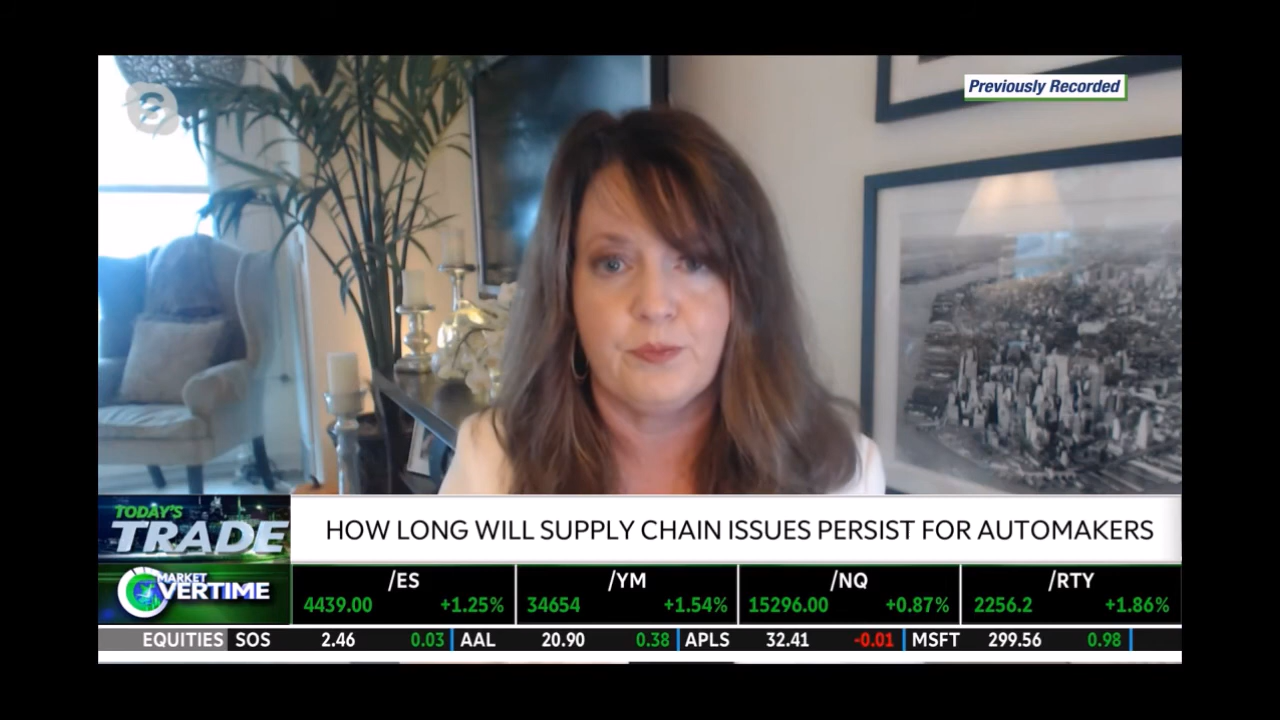 Previously Recorded
TODAY'S
TRADE
HOW LONG WILL SUPPLY CHAIN ISSUES PERSIST FOR AUTOMAKERS
MARKET
OVERTIME
/ES
4439.00 +1.25%
/YM
34654 +1.54%
/NQ
15296.00 +0.87%
/RTY
2256.2 +1.86%
EQUITIES SOS 2.46 0.03 AAL 20.90 0.38 APLS 32.41 -0.01 MSFT 299.56 0.98